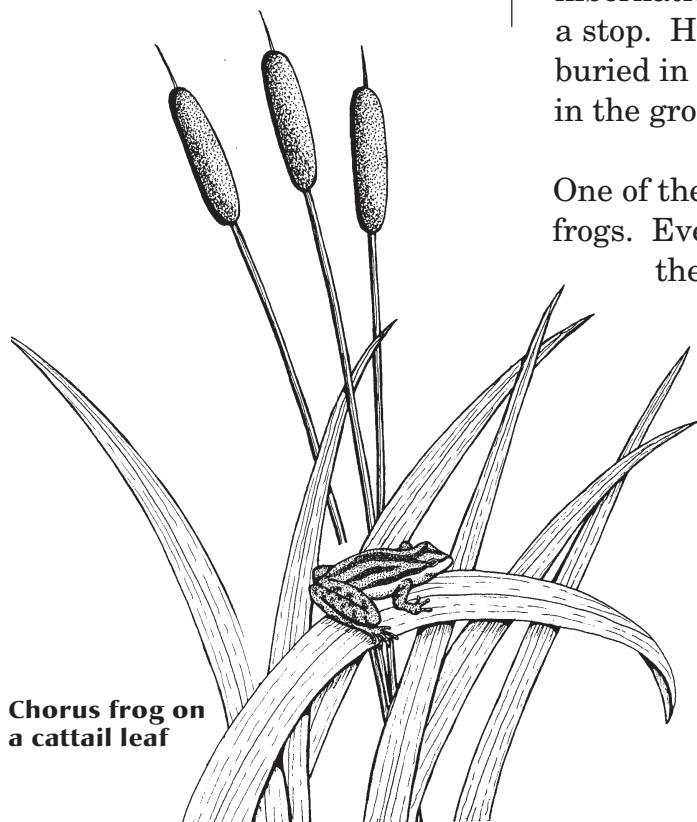 a stop. H
buried in
in the gro
One of the
frogs. Eve
the
Chorus frog on
a cattail leaf